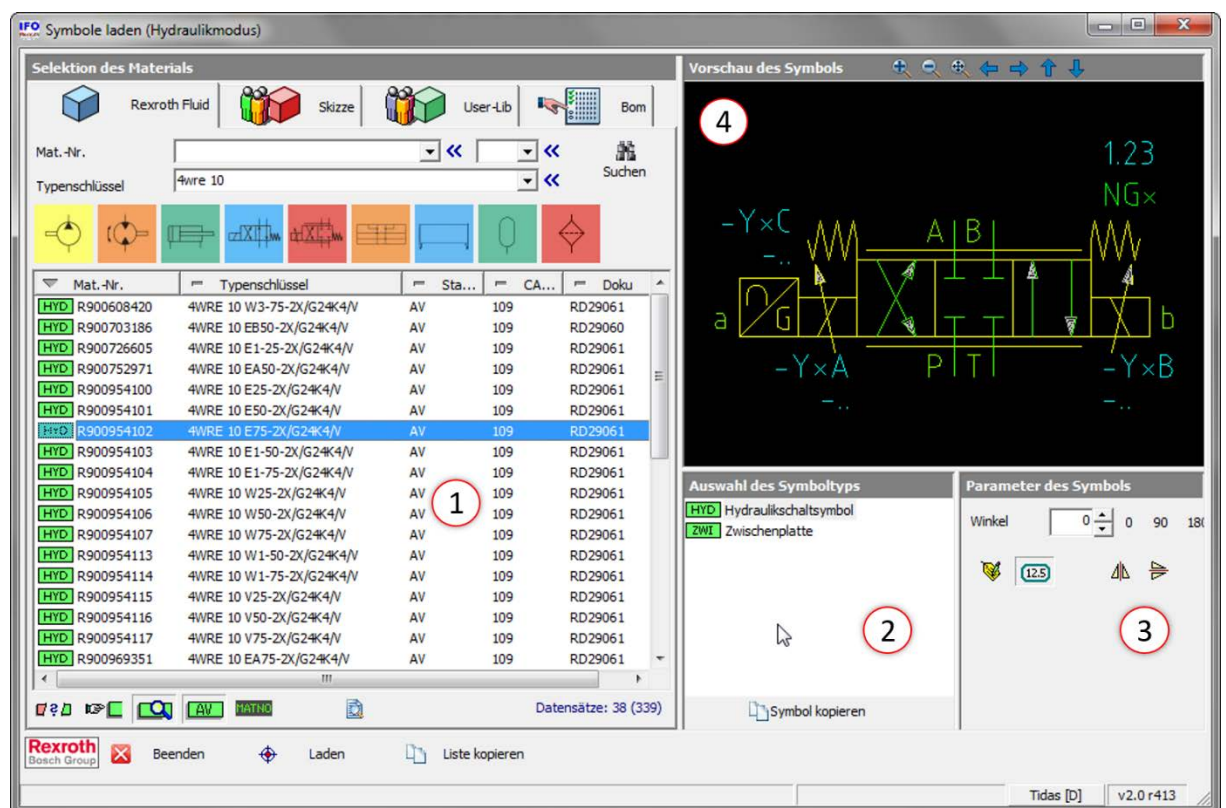 IFO Symbole laden (Hydraulikmodus)
Selektion des Materials
Rexroth Fluid Skizze User-Lib Bom
Mat.-Nr.
Suchen
Typenschlüssel 4wre 10
Mat.-Nr. Typenschlüssel Sta... CA... Doku
HYD R900608420 4WRE 10 W3-75-2X/G24K4/V AV 109 RD29061
HYD R900703186 4WRE 10 EB50-2X/G24K4/V AV 109 RD29060
HYD R900726605 4WRE 10 E1-25-2X/G24K4/V AV 109 RD29061
HYD R900752971 4WRE 10 EA50-2X/G24K4/V AV 109 RD29061
HYD R900954100 4WRE 10 E25-2X/G24K4/V AV 109 RD29061
HYD R900954101 4WRE 10 E50-2X/G24K4/V AV 109 RD29061
HYD R900954102 4WRE 10 E75-2X/G24K4/V AV 109 RD29061
HYD R900954103 4WRE 10 E1-50-2X/G24K4/V AV 109 RD29061
HYD R900954104 4WRE 10 E1-75-2X/G24K4/V AV 109 RD29061
HYD R900954105 4WRE 10 W25-2X/G24K4/V AV 109 RD29061
HYD R900954106 4WRE 10 W50-2X/G24K4/V AV 109 RD29061
HYD R900954107 4WRE 10 W75-2X/G24K4/V AV 109 RD29061
HYD R900954113 4WRE 10 W1-50-2X/G24K4/V AV 109 RD29061
HYD R900954114 4WRE 10 W1-75-2X/G24K4/V AV 109 RD29061
HYD R900954115 4WRE 10 V25-2X/G24K4/V AV 109 RD29061
HYD R900954116 4WRE 10 V50-2X/G24K4/V AV 109 RD29061
HYD R900954117 4WRE 10 V75-2X/G24K4/V AV 109 RD29061
HYD R900969351 4WRE 10 EA75-2X/G24K4/V AV 109 RD29061
1
AV MATNO Datensätze: 38 (339)
Vorschau des Symbols
4
1.23
NG×
-Y×C
-..
A B
a G b
-Y×A P T -Y×B
-.. -..
Auswahl des Symboltyps
HYD Hydraulikschaltsymbol
ZWI Zwischenplatte
2
Symbol kopieren
Parameter des Symbols
Winkel 0 0 90 180
12.5
3
Rexroth
Bosch Group
Beenden Laden Liste kopieren
Tidas [D] v2.0 r413